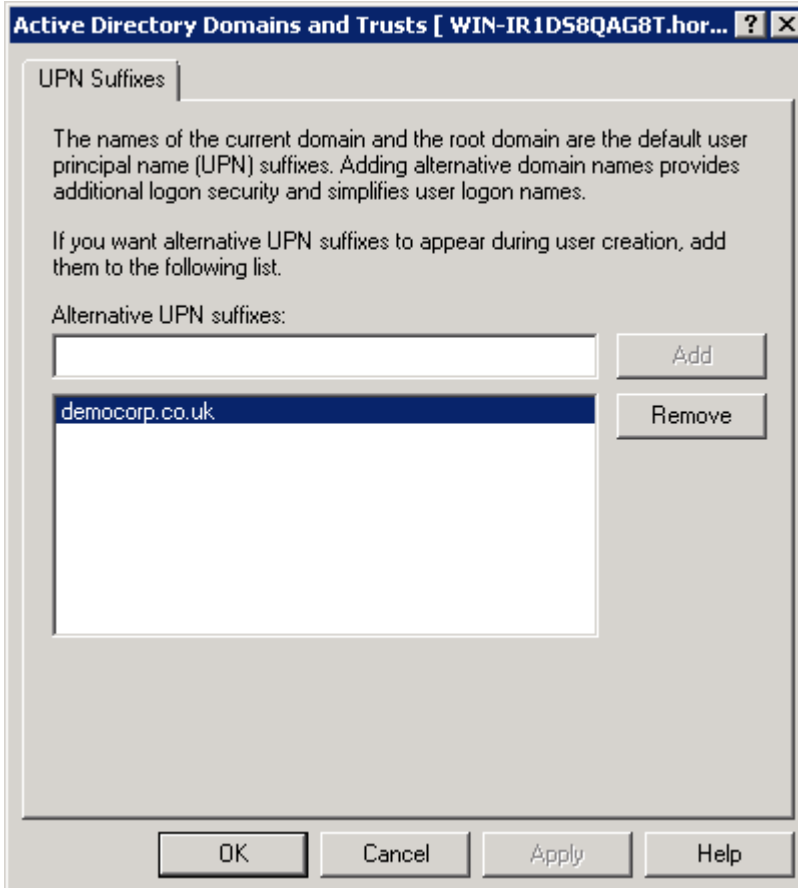 Active Directory Domains and Trusts [ WIN-IR1DS8QAG8T.hor...
UPN Suffixes
The names of the current domain and the root domain are the default user
principal name (UPN) suffixes. Adding alternative domain names provides
additional logon security and simplifies user logon names.
If you want alternative UPN suffixes to appear during user creation, add
them to the following list.
Alternative UPN suffixes:
Add
democorp.co.uk
Remove
OK
Cancel
Apply
Help